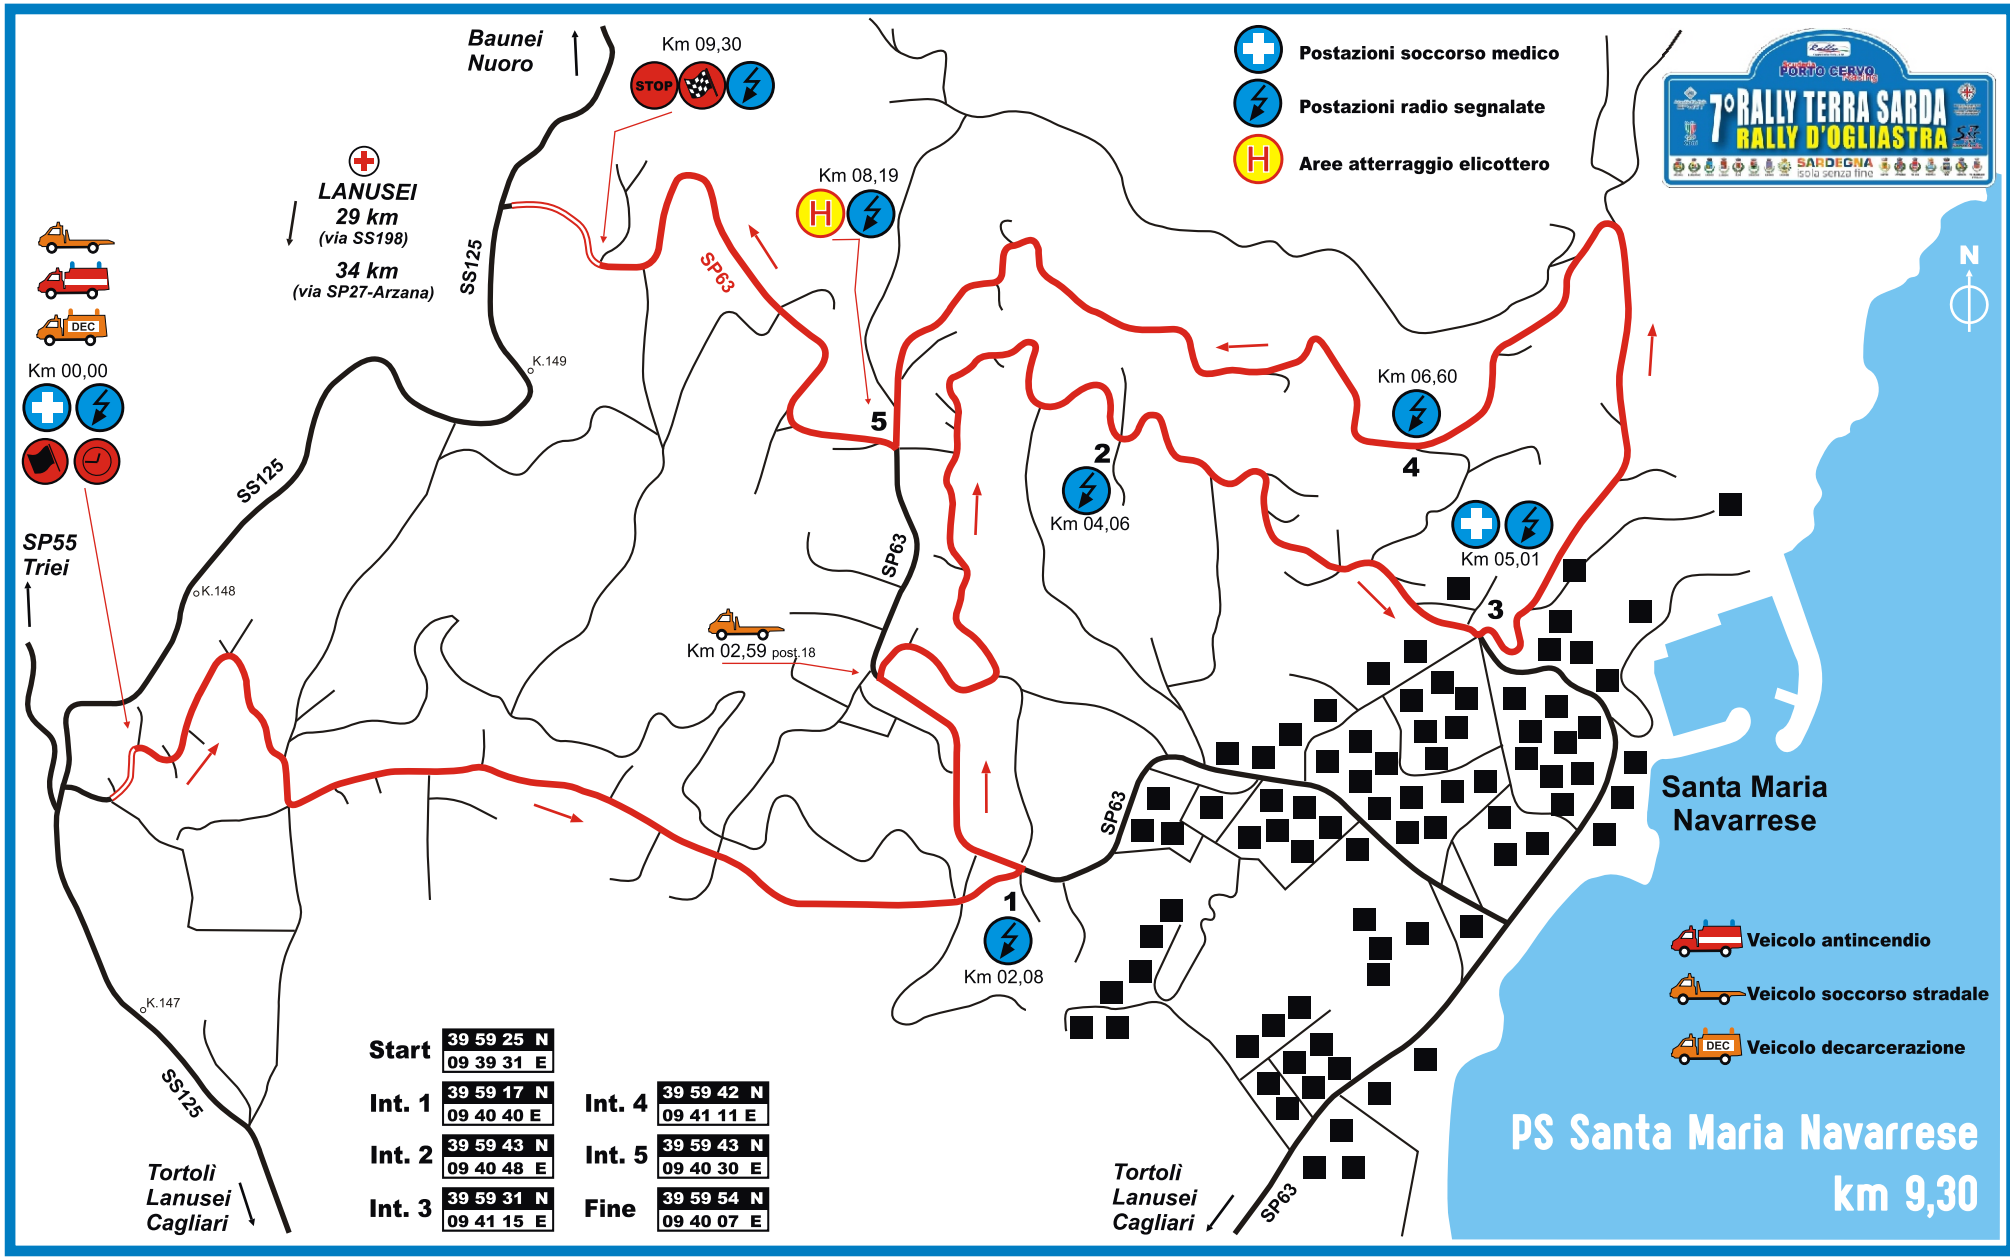 Baunei
Nuoro
Km 09,30
STOP
Postazioni soccorso medico
Postazioni radio segnalate
H
Aree atterraggio elicottero
PORTO CERVO
7° RALLY TERRA SARDA
RALLY D'OGLIASTRA
SARDEGNA
isola senza fine
LANUSEI
29 km
(via SS198)
34 km
(via SP27-Arzana)
Km 08,19
H
SS125
SP63
N
DEC
Km 00,00
K.149
Km 06,60
5
2
4
SS125
Km 04,06
Km 05,01
SP55
Triei
SP63
K.148
3
Km 02,59 post.18
Santa Maria
Navarrese
SP63
1
Km 02,08
Veicolo antincendio
Veicolo soccorso stradale
DEC
Veicolo decarcerazione
K.147
SS125
Start
39 59 25 N
09 39 31 E
Int. 1
39 59 17 N
09 40 40 E
Int. 2
39 59 43 N
09 40 48 E
Int. 3
39 59 31 N
09 41 15 E
Int. 4
39 59 42 N
09 41 11 E
Int. 5
39 59 43 N
09 40 30 E
Fine
39 59 54 N
09 40 07 E
Tortolì
Lanusei
Cagliari
Tortolì
Lanusei
Cagliari
SP63
PS Santa Maria Navarrese
km 9,30